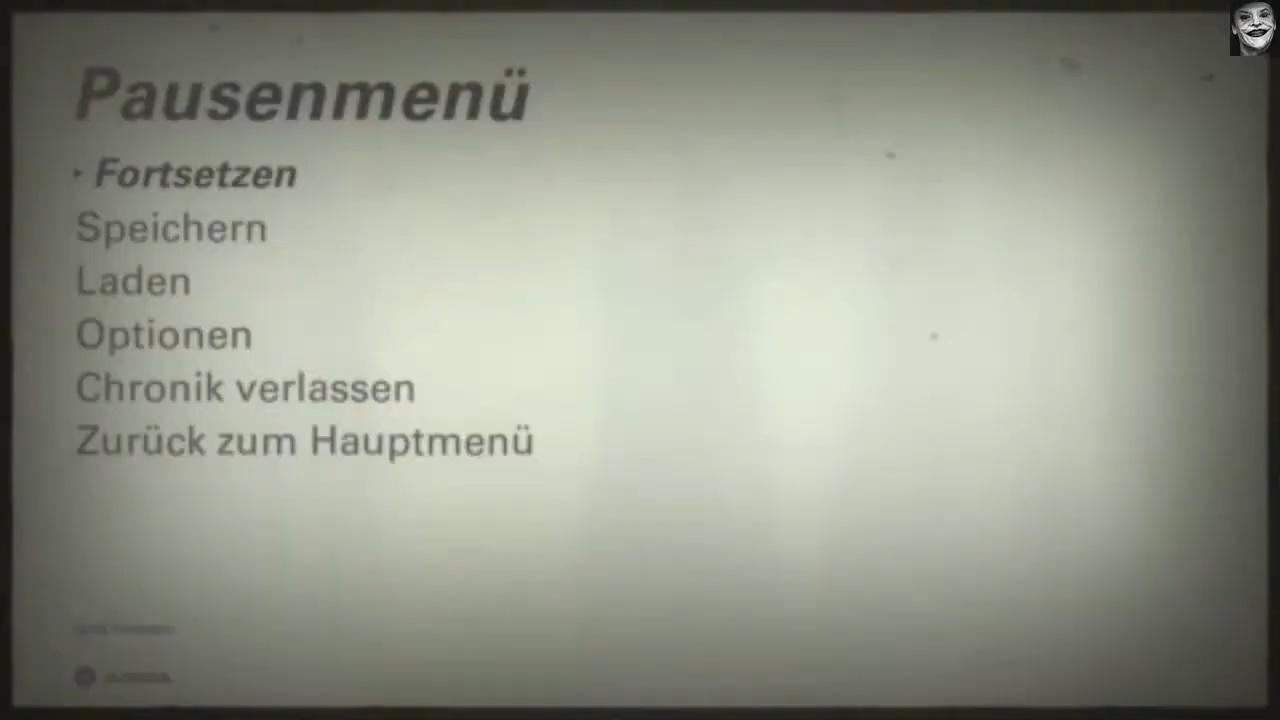 Pausenmenü
· Fortsetzen
Speichern
Laden
Optionen
Chronik verlassen
Zurück zum Hauptmenü